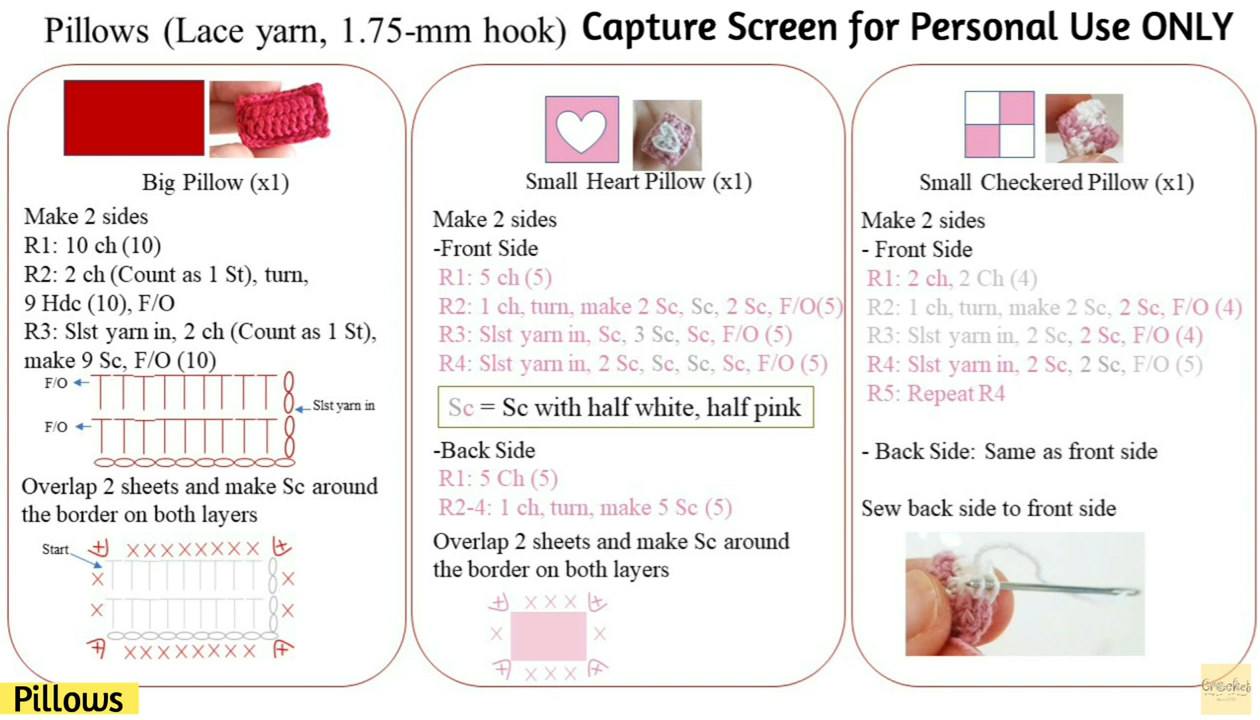 Pillows (Lace yarn, 1.75-mm hook) Capture Screen for Personal Use ONLY
Big Pillow (x1)
Make 2 sides
R1: 10 ch (10)
R2: 2 ch (Count as 1 St), turn,
9 Hdc (10), F/O
R3: Slst yarn in, 2 ch (Count as 1 St),
make 9 Sc, F/O (10)
F/O
Slst yarn in
F/O
Overlap 2 sheets and make Sc around
the border on both layers
Start
Small Heart Pillow (x1)
Make 2 sides
-Front Side
R1: 5 ch (5)
R2: 1 ch, turn, make 2 Sc, Sc, 2 Sc, F/O(5)
R3: Slst yarn in, Sc, 3 Sc, Sc, F/O (5)
R4: Slst yarn in, 2 Sc, Sc, Sc, Sc, F/O (5)
Sc = Sc with half white, half pink
-Back Side
R1: 5 Ch (5)
R2-4: 1 ch, turn, make 5 Sc (5)
Overlap 2 sheets and make Sc around
the border on both layers
Small Checkered Pillow (x1)
Make 2 sides
- Front Side
R1: 2 ch, 2 Ch (4)
R2: 1 ch, turn, make 2 Sc, 2 Sc, F/O (4)
R3: Slst yarn in, 2 Sc, 2 Sc, F/O (4)
R4: Slst yarn in, 2 Sc, 2 Sc, F/O (5)
R5: Repeat R4
- Back Side: Same as front side
Sew back side to front side
Pillows
Crochet